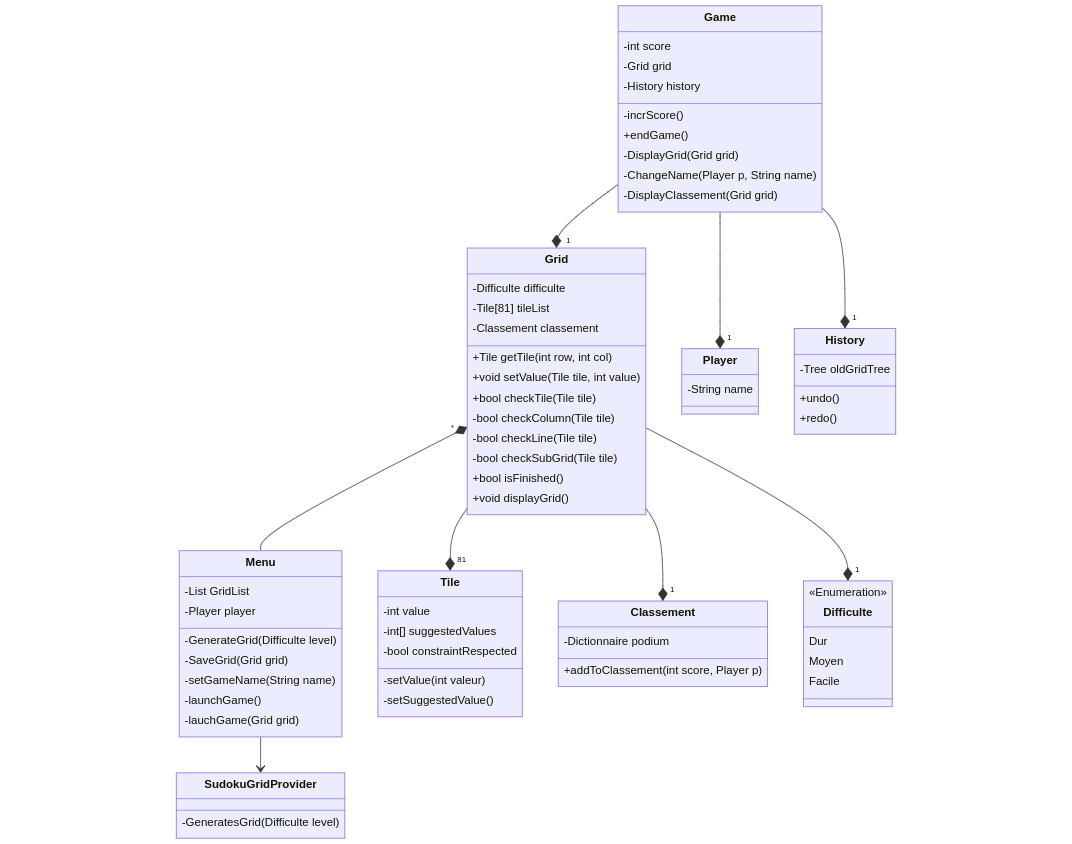 Game
-int score
-Grid grid
-History history
-incrScore()
+endGame()
-DisplayGrid(Grid grid)
-ChangeName(Player p, String name)
-DisplayClassement(Grid grid)
1
Grid
-Difficulte difficulte
-Tile[81] tileList
-Classement classement
+Tile getTile(int row, int col)
+void setValue(Tile tile, int value)
+bool checkTile(Tile tile)
-bool checkColumn(Tile tile)
-bool checkLine(Tile tile)
-bool checkSubGrid(Tile tile)
+bool isFinished()
+void displayGrid()
1
Player
-String name
1
History
-Tree oldGridTree
+undo()
+redo()
*
Menu
-List GridList
-Player player
-GenerateGrid(Difficulte level)
-SaveGrid(Grid grid)
-setGameName(String name)
-launchGame()
-lauchGame(Grid grid)
81
Tile
-int value
-int[] suggestedValues
-bool constraintRespected
-setValue(int valeur)
-setSuggestedValue()
1
Classement
-Dictionnaire podium
+addToClassement(int score, Player p)
1
«Enumeration»
Difficulte
Dur
Moyen
Facile
SudokuGridProvider
-GeneratesGrid(Difficulte level)